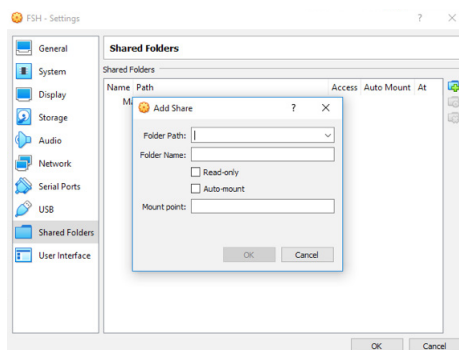 FSH - Settings
General
Shared Folders
System
Shared Folders
Name Path Access Auto Mount At
Display
Add Share
Storage
Folder Path:
Audio
Folder Name:
Network
Read-only
Serial Ports
Auto-mount
USB
Mount point:
Shared Folders
User Interface
OK Cancel
OK Cancel